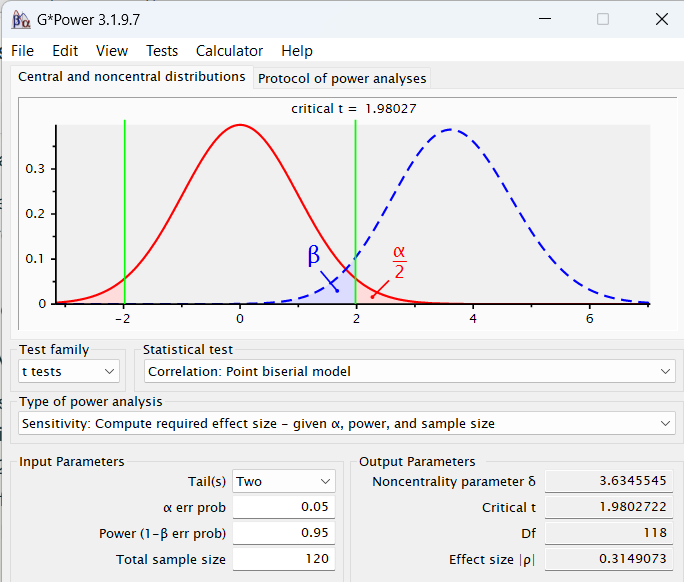 G*Power 3.1.9.7
File Edit View Tests Calculator Help
Central and noncentral distributions Protocol of power analyses
critical t = 1.98027
0.3
0.2
0.1
0
β
α
2
-2 0 2 4 6
Test family
t tests
Statistical test
Correlation: Point biserial model
Type of power analysis
Sensitivity: Compute required effect size - given α, power, and sample size
Input Parameters
Tail(s) Two
α err prob 0.05
Power (1-β err prob) 0.95
Total sample size 120
Output Parameters
Noncentrality parameter δ 3.6345545
Critical t 1.9802722
Df 118
Effect size |ρ| 0.3149073